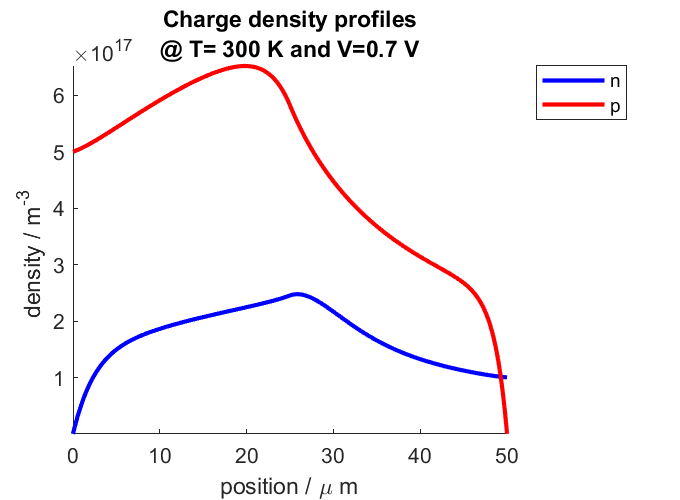 Charge density profiles
@ T= 300 K and V=0.7 V
×10^17
n
p
6
5
4
3
2
1
density / m^-3
0 10 20 30 40 50
position / μ m